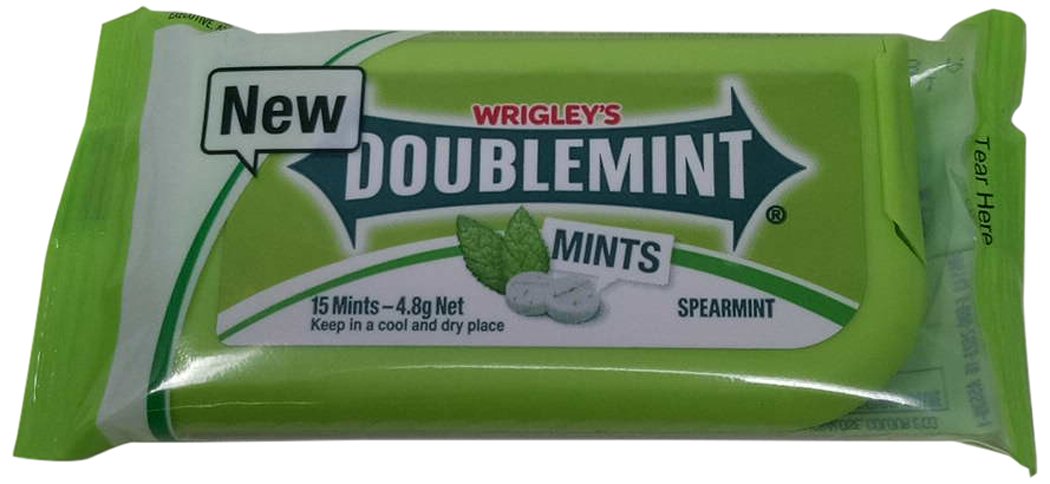 New
WRIGLEY'S
DOUBLEMINT®
MINTS
15 Mints – 4.8g Net
Keep in a cool and dry place
SPEARMINT
Tear Here